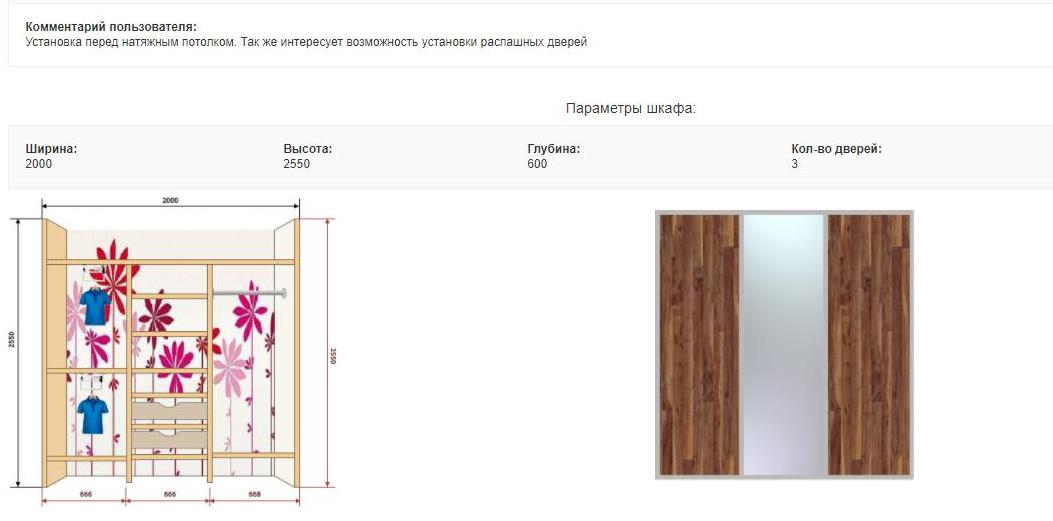 Комментарий пользователя:
Установка перед натяжным потолком. Так же интересует возможность установки распашных дверей
Параметры шкафа:
Ширина: Высота: Глубина: Кол-во дверей:
2000 2550 600 3
2000
2550
2550
666 666 668